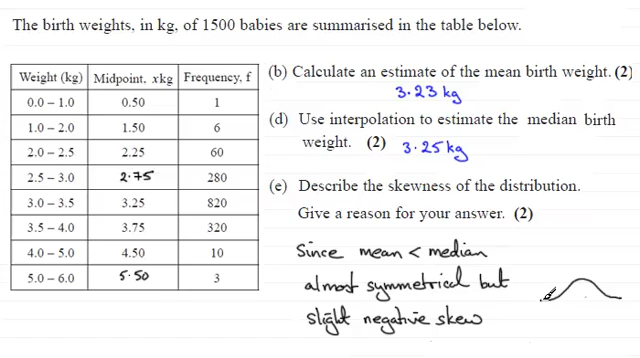 The birth weights, in kg, of 1500 babies are summarised in the table below.
Weight (kg) Midpoint, x kg Frequency, f
0.0 – 1.0 0.50 1
1.0 – 2.0 1.50 6
2.0 – 2.5 2.25 60
2.5 – 3.0 2.75 280
3.0 – 3.5 3.25 820
3.5 – 4.0 3.75 320
4.0 – 5.0 4.50 10
5.0 – 6.0 5.50 3
(b) Calculate an estimate of the mean birth weight. (2)
3.23 kg
(d) Use interpolation to estimate the median birth
weight. (2) 3.25 kg
(e) Describe the skewness of the distribution.
Give a reason for your answer. (2)
Since mean < median
almost symmetrical but
slight negative skew